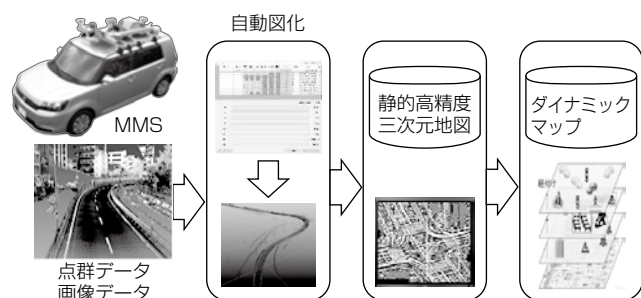 自動図化
MMS
点群データ
画像データ
静的高精度
三次元地図
ダイナミック
マップ